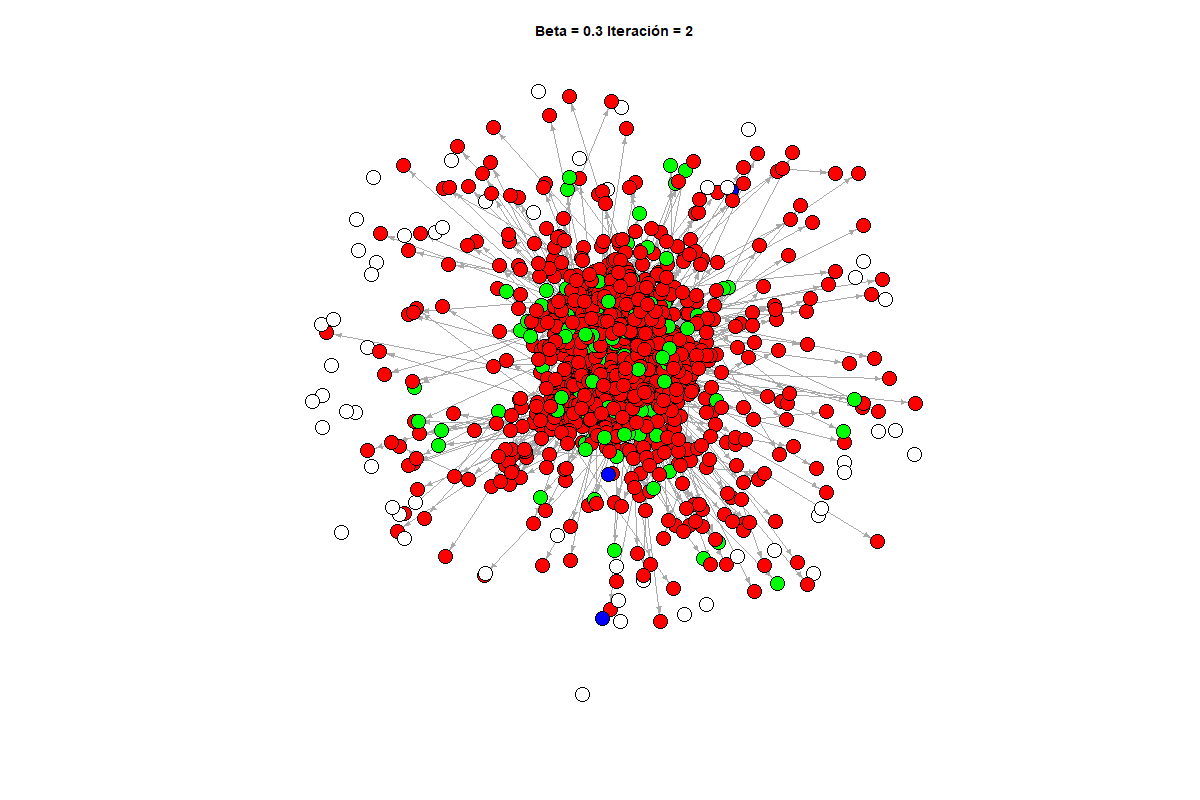 Beta = 0.3 Iteración = 2